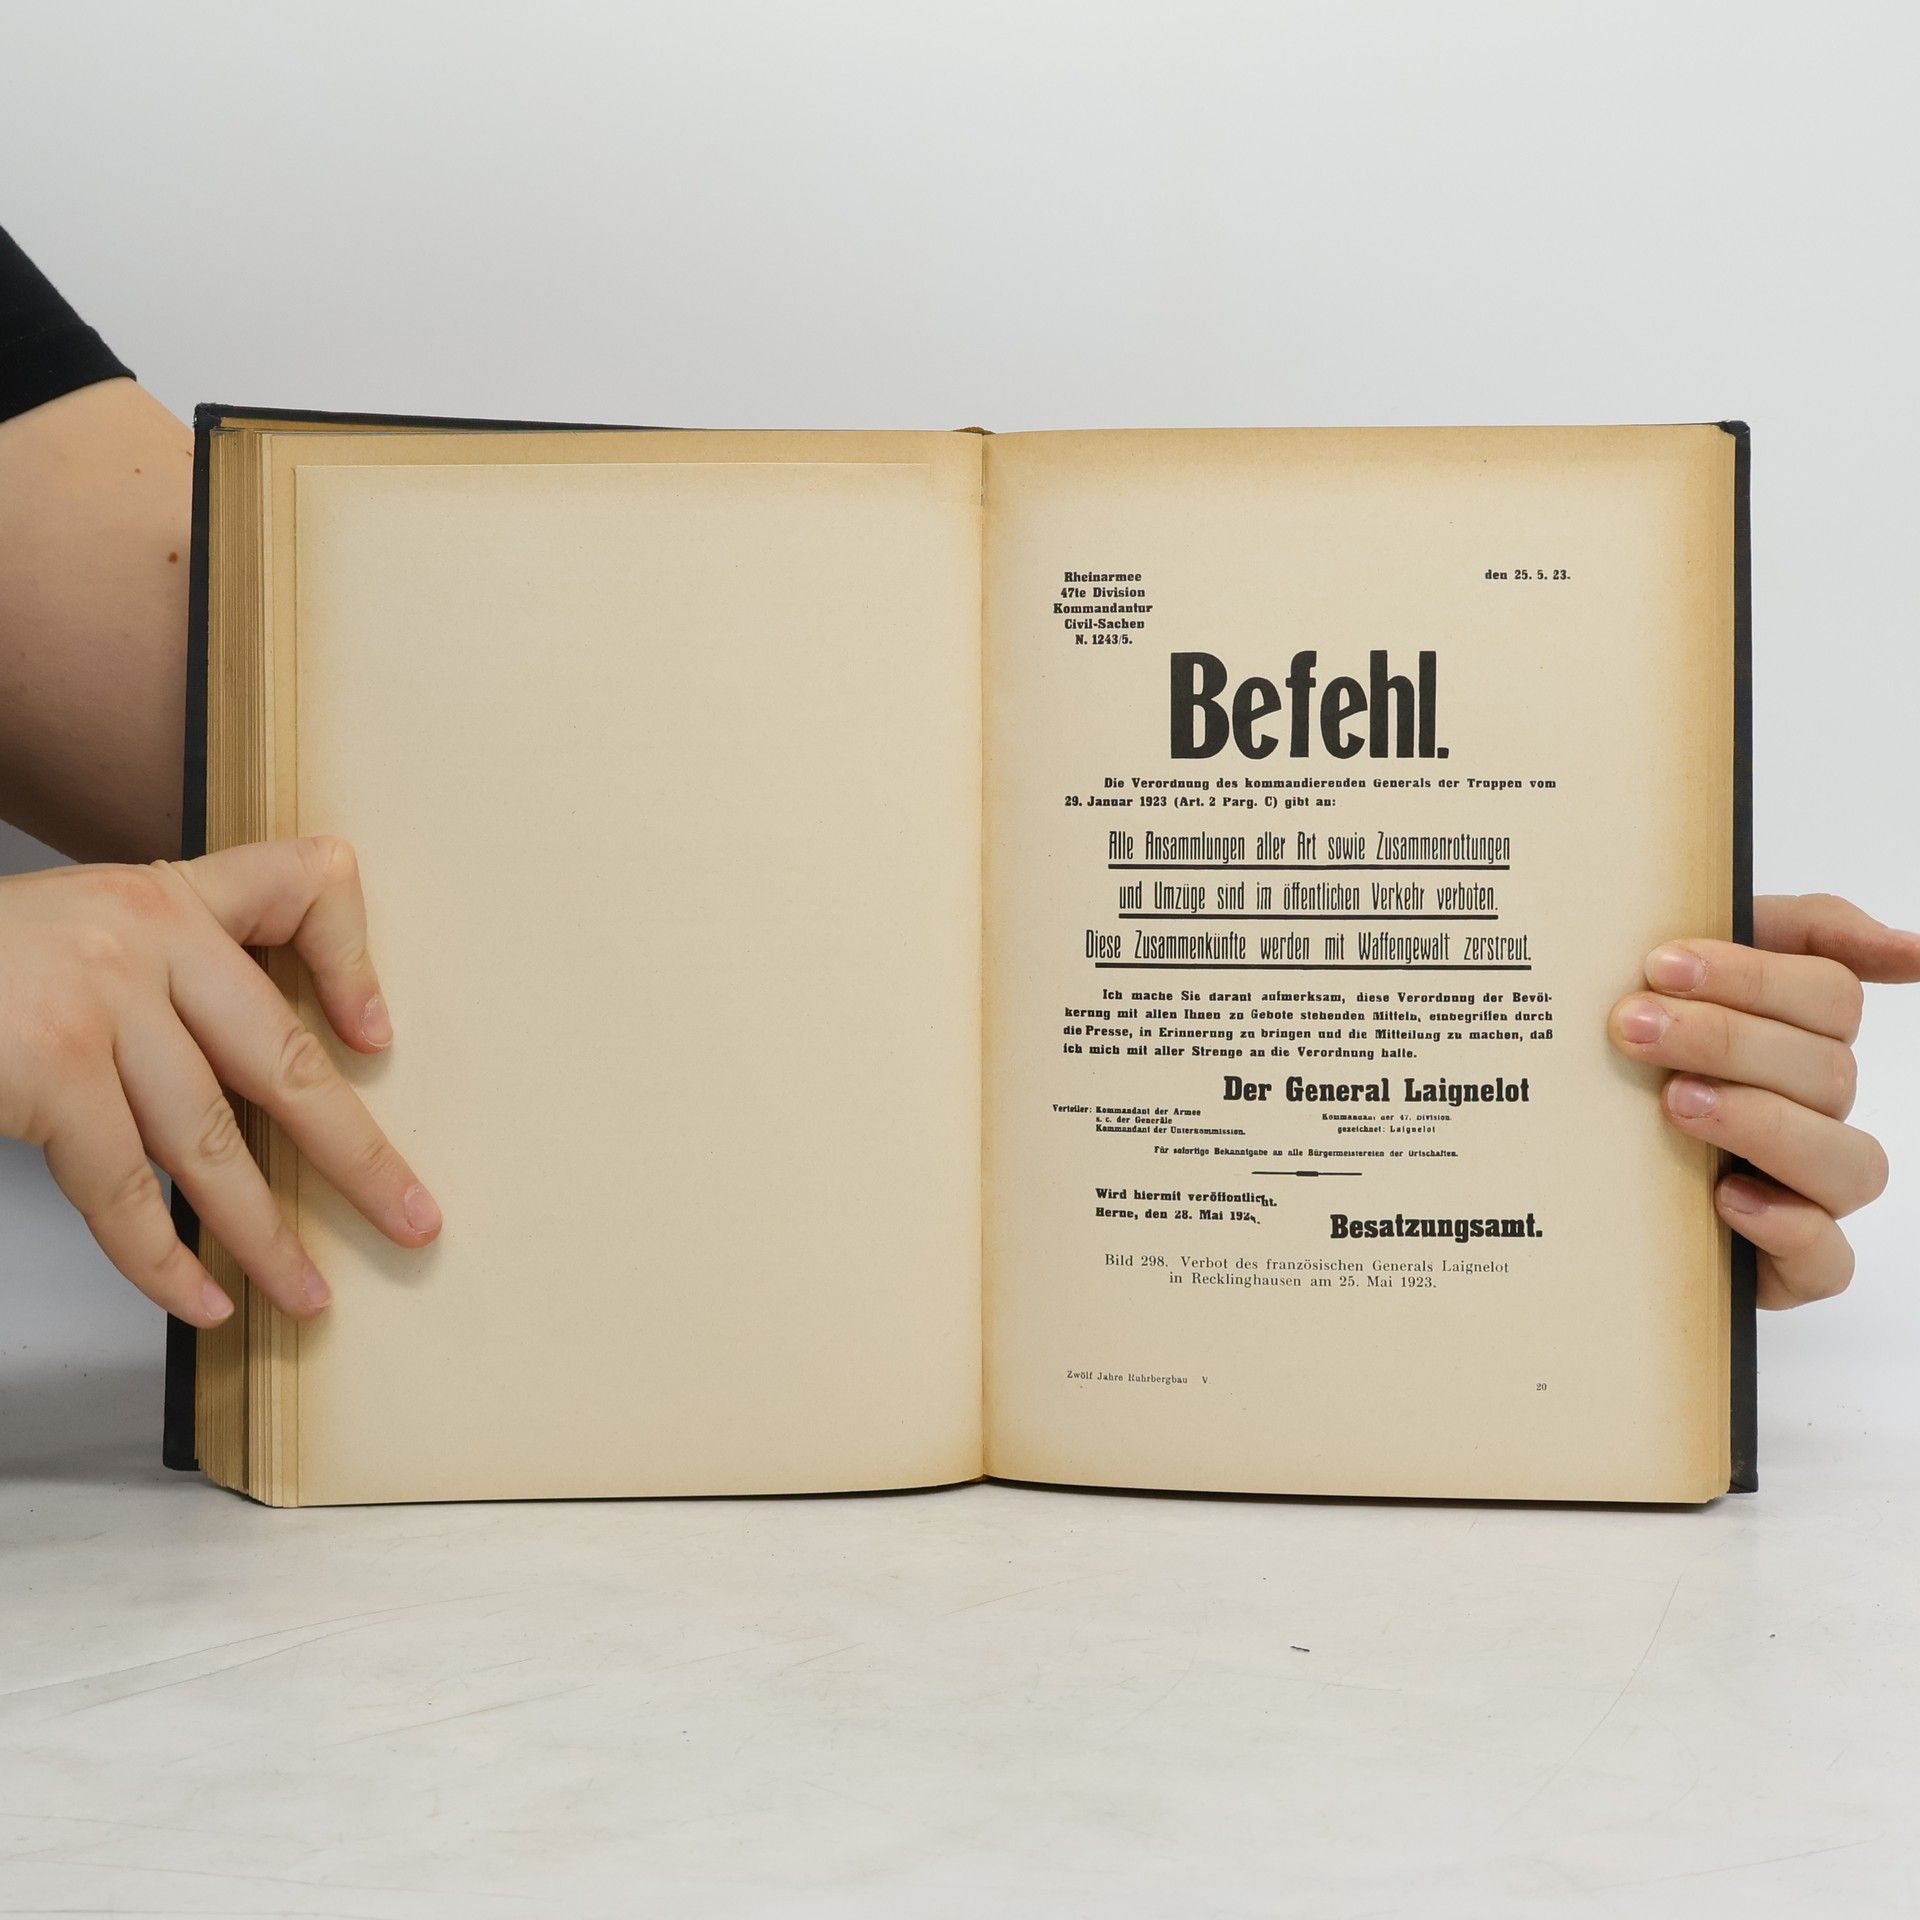 Rheinarmee
47te Division
Kommandantur
Civil-Sachen
N. 1243/5.
den 25. 5. 23.
Befehl.
Die Verordnung des kommandierenden Generals der Truppen vom
29. Januar 1923 (Art. 2 Parg. C) gibt an:
Alle Ansammlungen aller Art sowie Zusammenrottungen
und Umzüge sind im öffentlichen Verkehr verboten.
Diese Zusammenkünfte werden mit Waffengewalt zerstreut.
Ich mache Sie darauf aufmerksam, diese Verordnung der Bevöl-
kerung mit allen Ihnen zu Gebote stehenden Mitteln, einbegriffen durch
die Presse, in Erinnerung zu bringen und die Mitteilung zu machen, daß
ich mich mit aller Strenge an die Verordnung halte.
Der General Laignelot
Kommandant der 47. Division.
gezeichnet: Laignelot
Verteiler: Kommandant der Armee
s. c. der Generäle
Kommandant der Unterkommission.
Für sofortige Bekanntgabe an alle Bürgermeistereien der Ortschaften.
Wird hiermit veröffentlicht.
Herne, den 28. Mai
Besatzungsamt.
Bild 298. Verbot des französischen Generals Laignelot
in Recklinghausen am 25. Mai 1923.
Zwölf Jahre Ruhrbergbau V
20